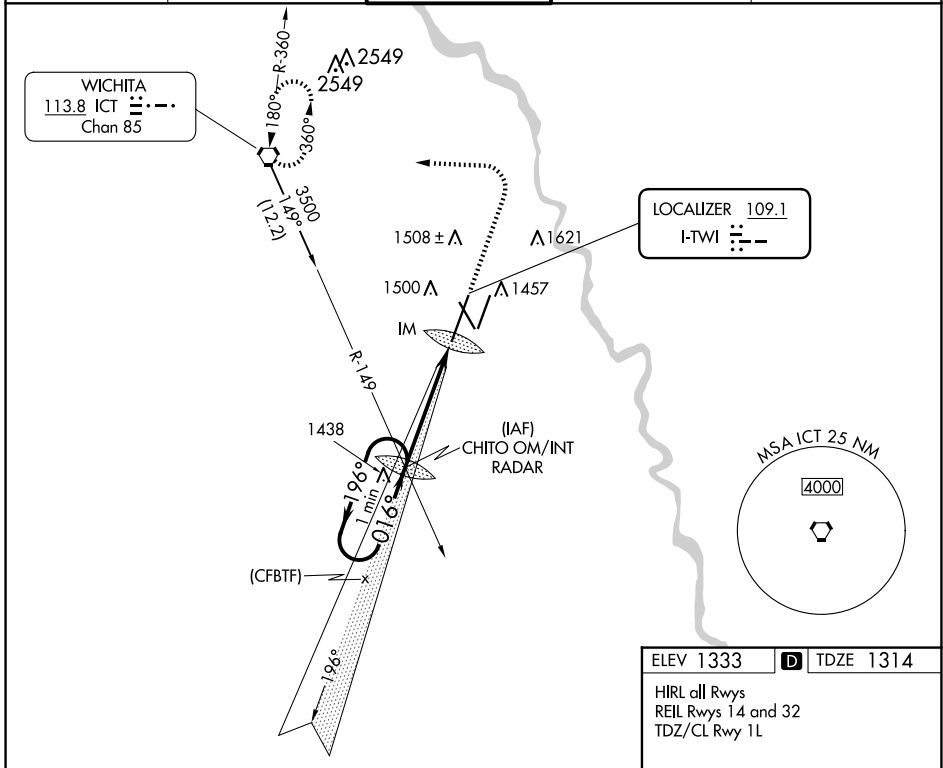 R-360
2549
2549
WICHITA
113.8 ICT
Chan 85
180°
360°
3500
149°
(12.2)
LOCALIZER 109.1
I-TWI
1508 ±
1621
1500
1457
IM
R-149
(IAF)
CHITO OM/INT
RADAR
1438
196°
1 min
016°
MSA ICT 25 NM
4000
(CFBTF)
x
196°
ELEV 1333 D TDZE 1314
HIRL all Rwys
REIL Rwys 14 and 32
TDZ/CL Rwy 1L